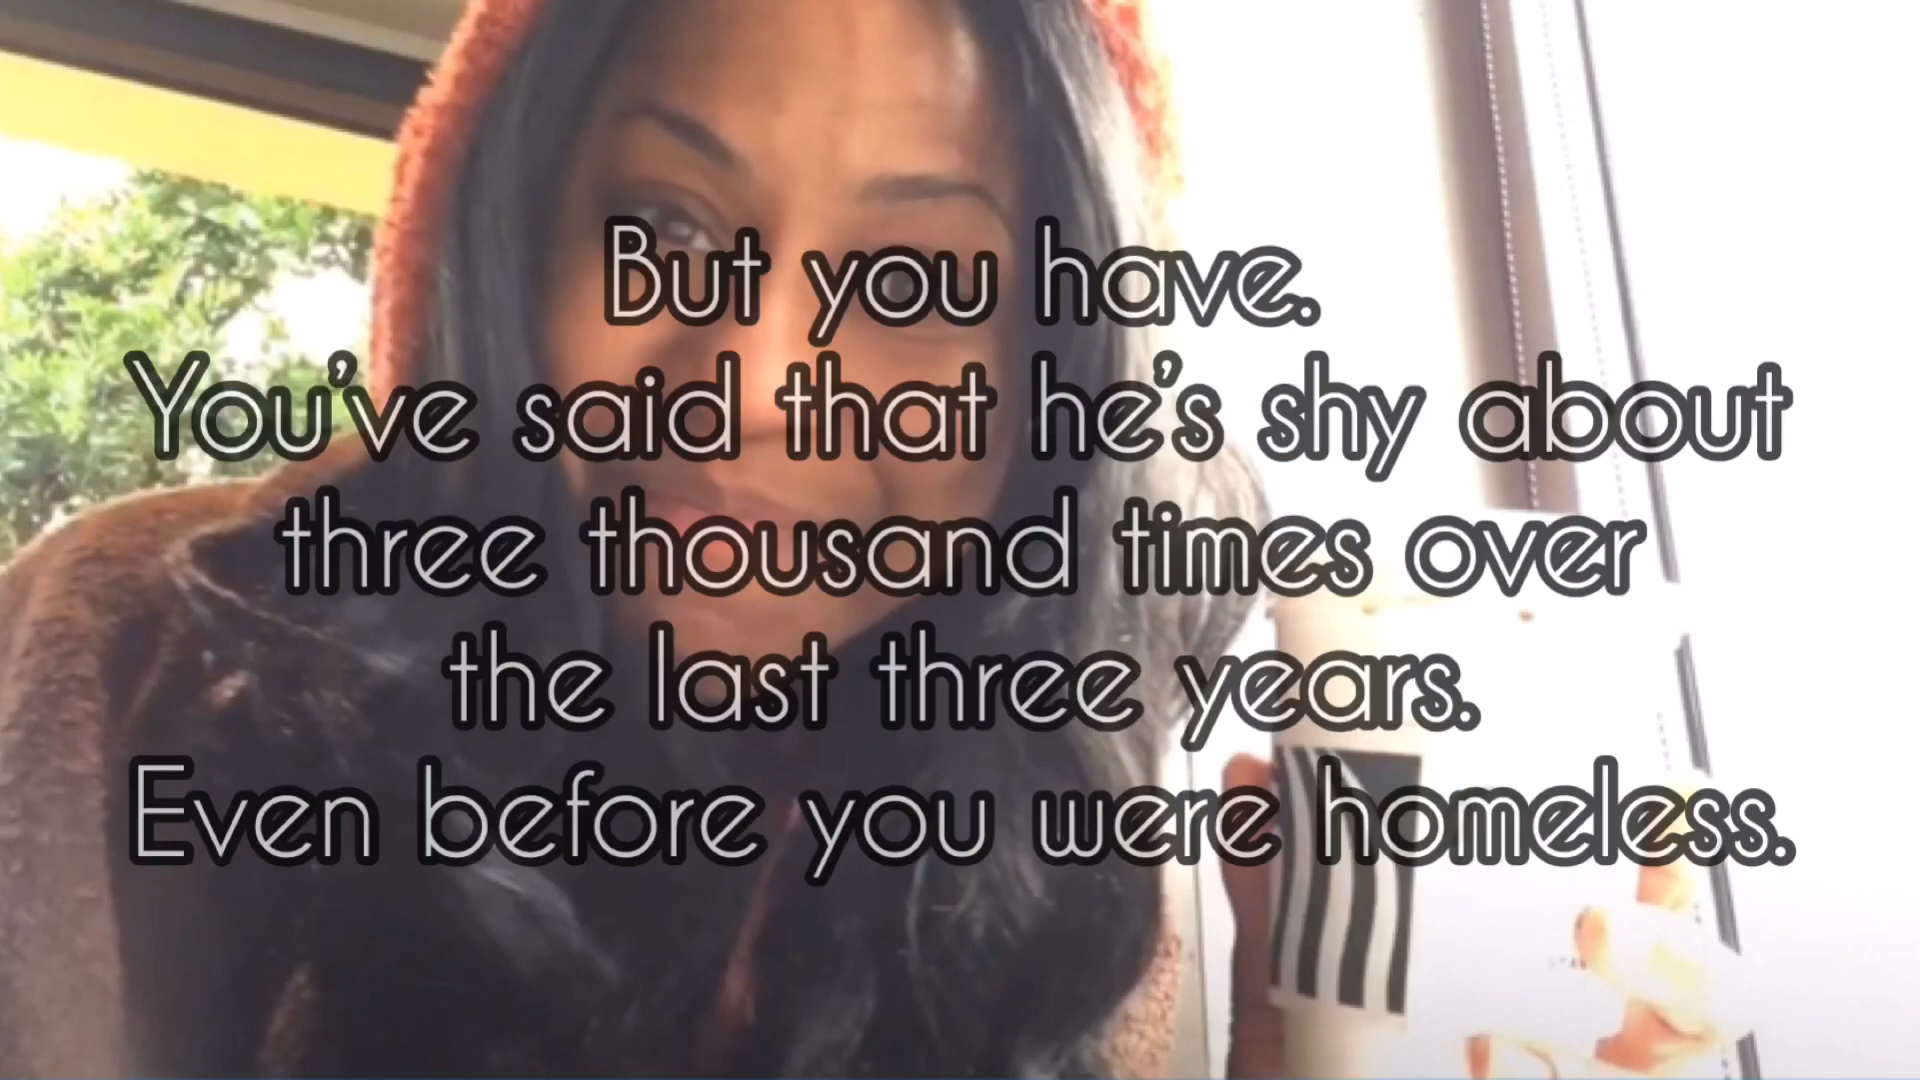 But you have.
You've said that he's shy about
three thousand times over
the last three years.
Even before you were homeless.